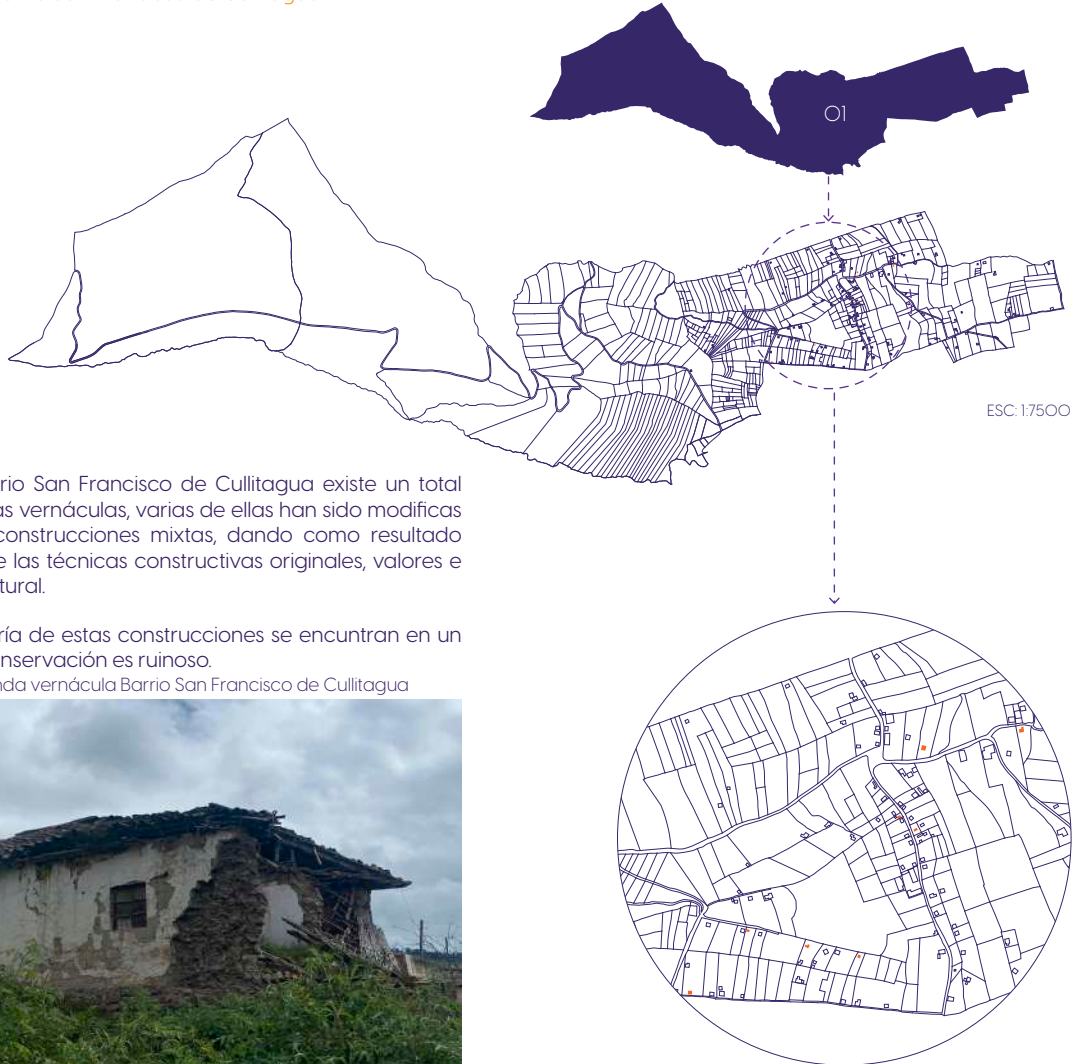 01
ESC: 1:7500
rio San Francisco de Cullitagua existe un total
as vernáculas, varias de ellas han sido modificas
construcciones mixtas, dando como resultado
e las técnicas constructivas originales, valores e
tural.
ría de estas construcciones se encuntran en un
nservación es ruinoso.
nda vernácula Barrio San Francisco de Cullitagua